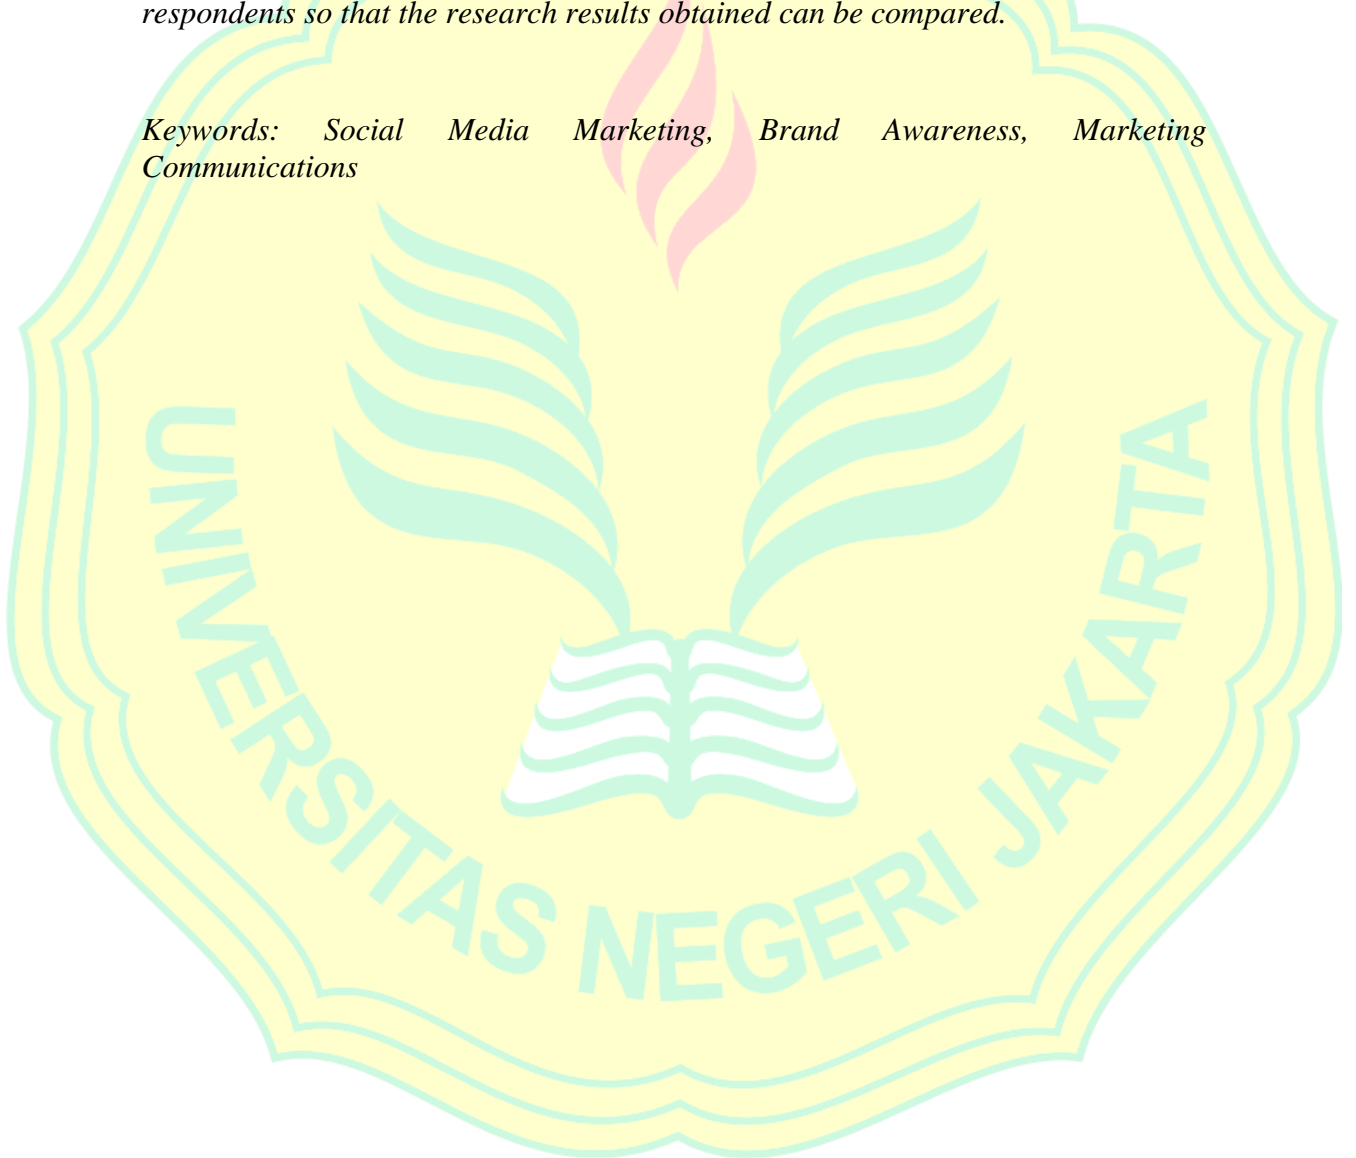 respondents so that the research results obtained can be compared.
Keywords: Social Media Marketing, Brand Awareness, Marketing
Communications
UNIVERSITAS NEGERI JAKARTA